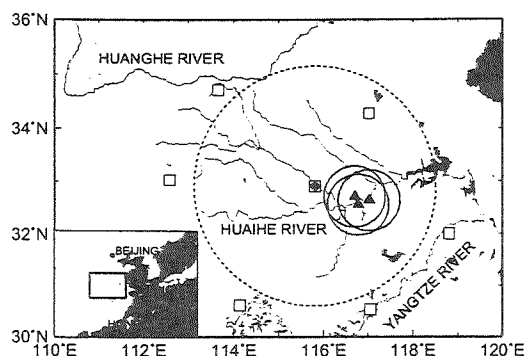 36°N
34°N
32°N
30°N
HUANGHE RIVER
HUAIHE RIVER
YANGTZE RIVER
BEIJING
110°E 112°E 114°E 116°E 118°E 120°E